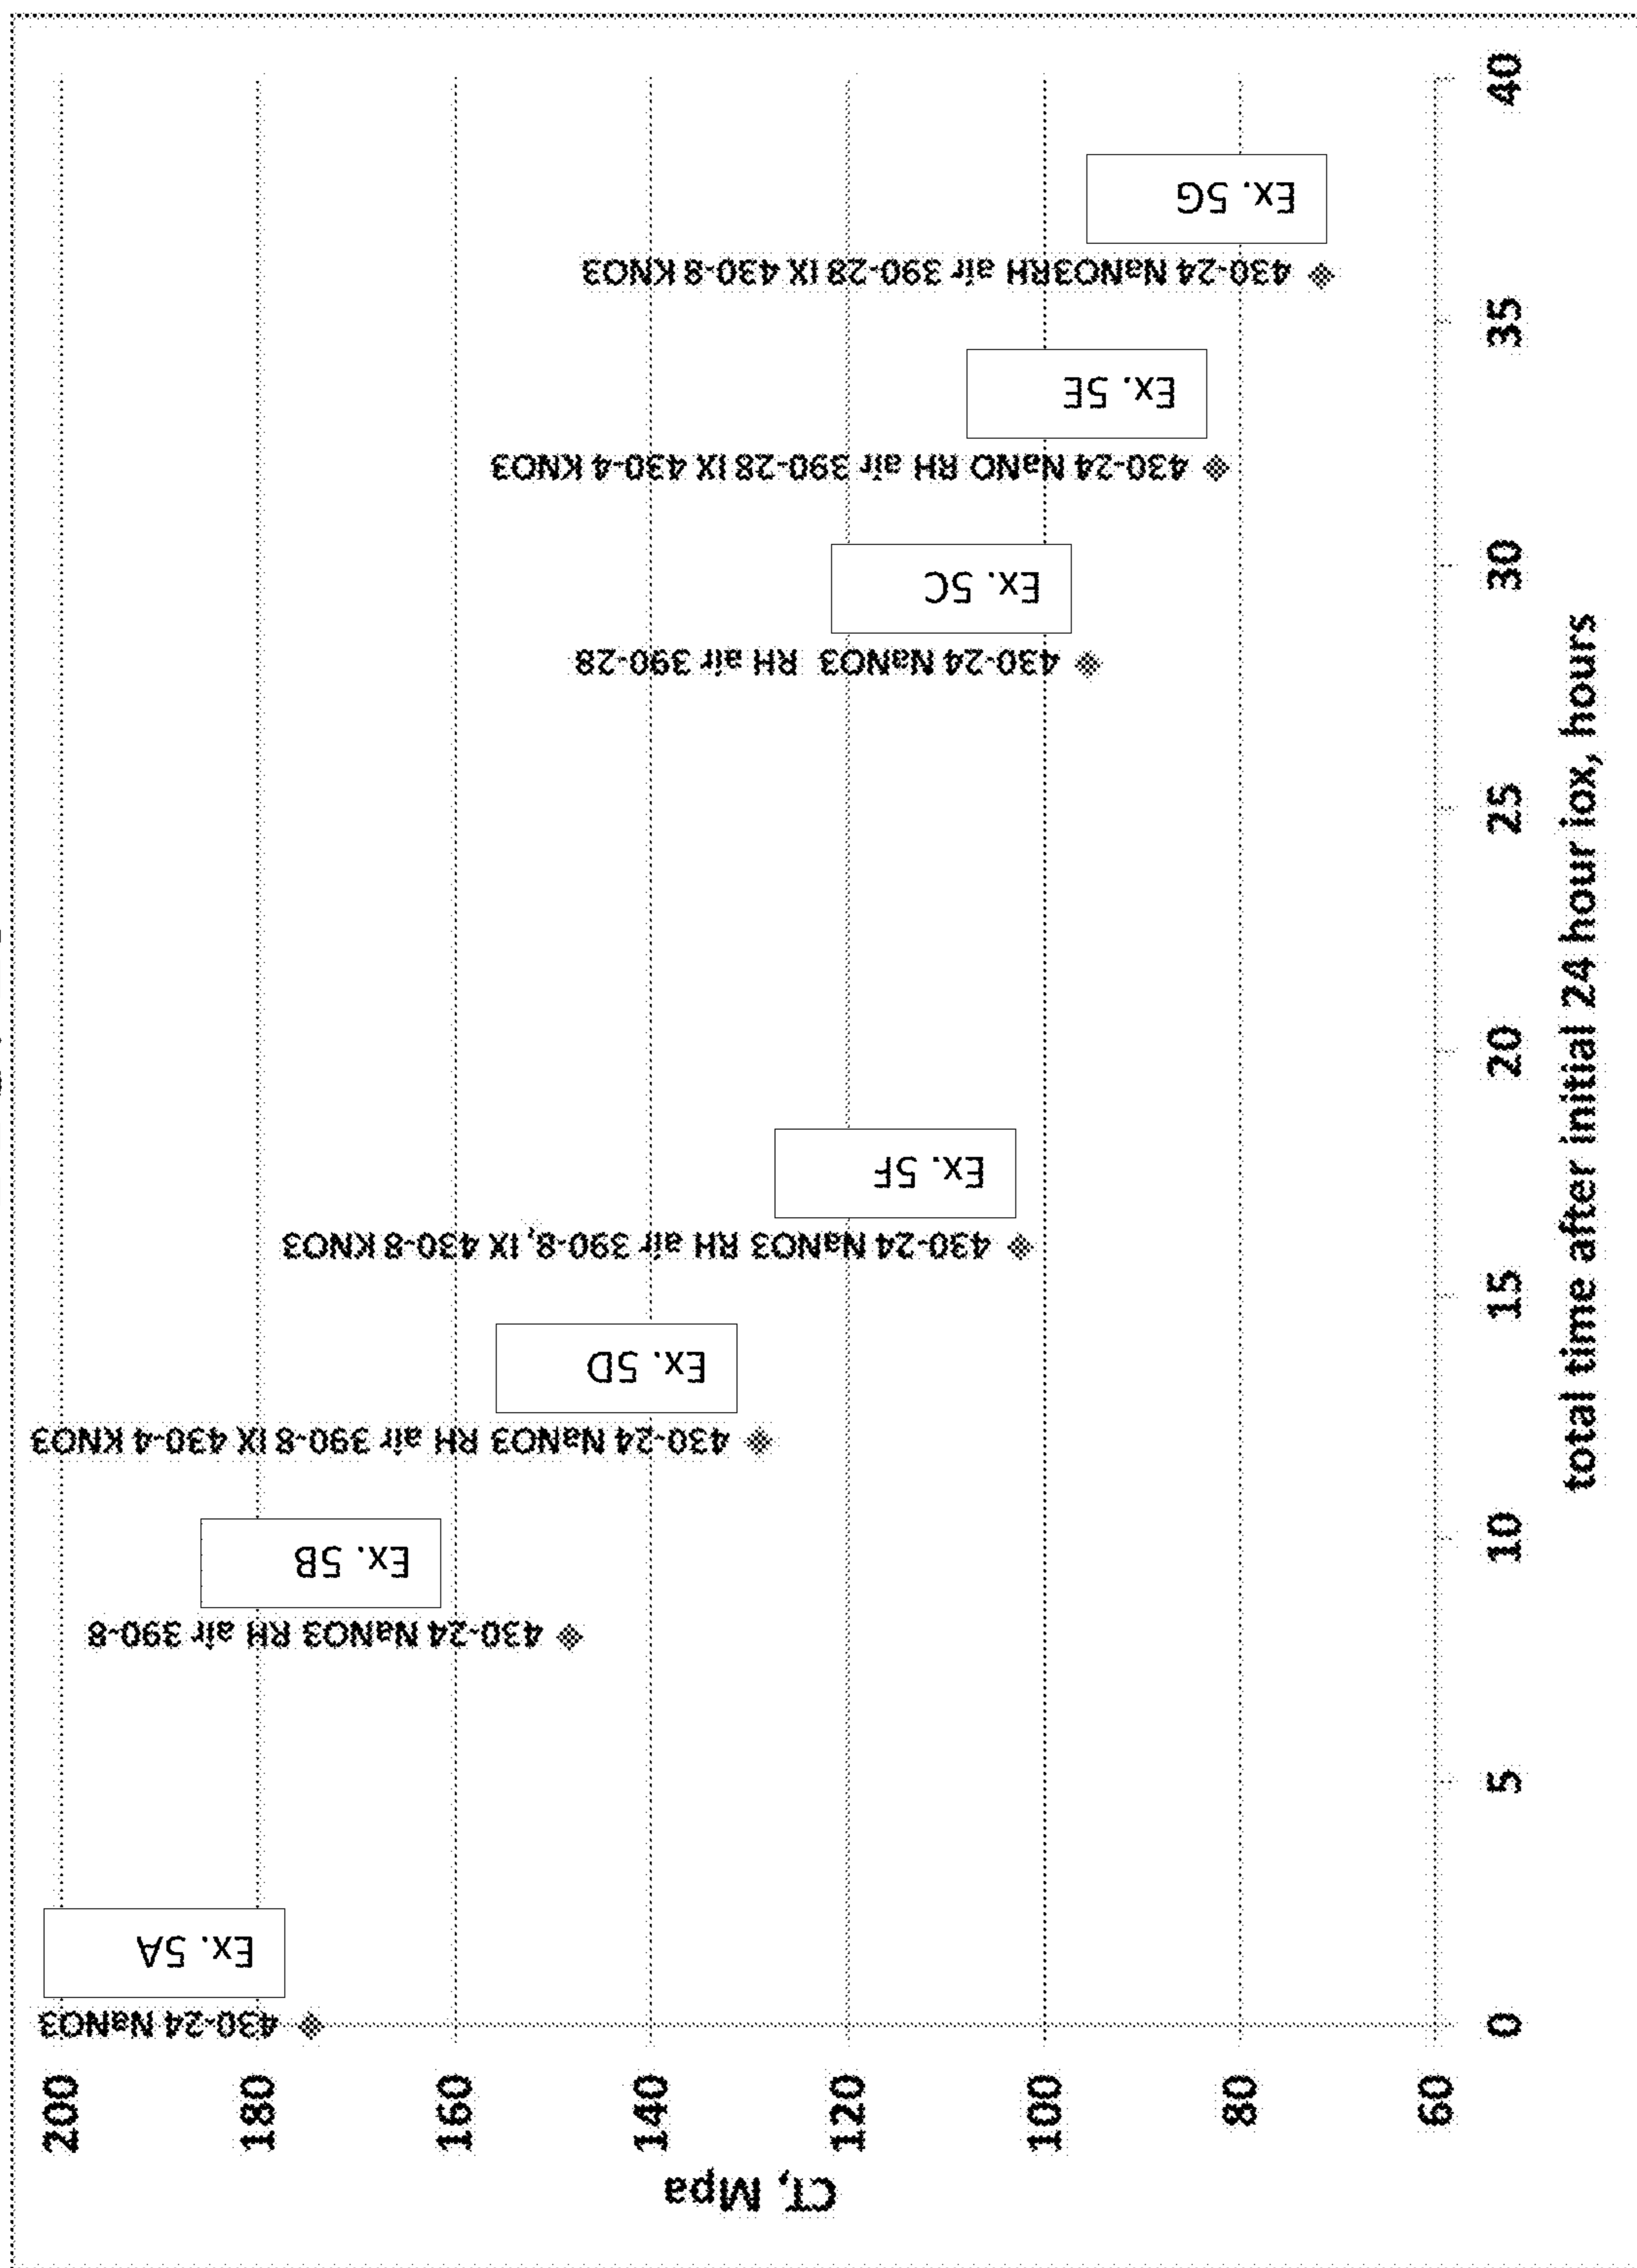 CT, Mpa
200
180
160
140
120
100
80
60
430-24 NaNO3
Ex. 5A
430-24 NaNO3 RH air 390-8
Ex. 5B
430-24 NaNO3 RH air 390-8 IX 430-4 KNO3
Ex. 5D
430-24 NaNO3 RH air 390-8, IX 430-8 KNO3
Ex. 5F
430-24 NaNO3 RH air 390-28
Ex. 5C
430-24 NaNO RH air 390-28 IX 430-4 KNO3
Ex. 5E
430-24 NaNO3RH air 390-28 IX 430-8 KNO3
Ex. 5G
0
5
10
15
20
25
30
35
40
total time after initial 24 hour iox, hours